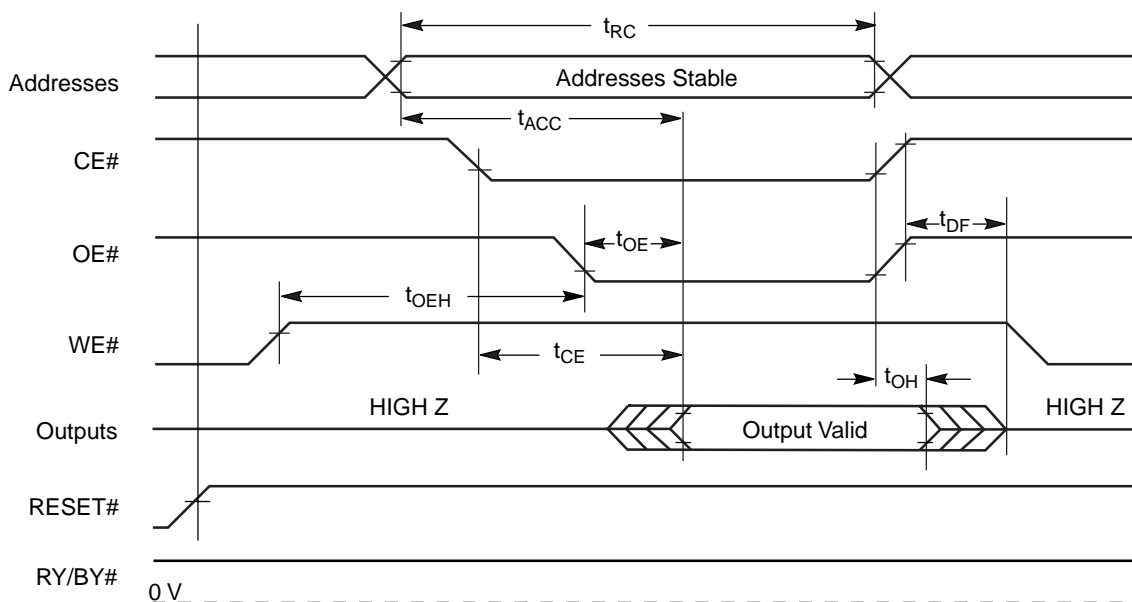 tRC
Addresses
Addresses Stable
tACC
CE#
tDF
OE#
tOE
tOEH
WE#
tCE
tOH
HIGH Z
HIGH Z
Outputs
Output Valid
RESET#
RY/BY#
0 V